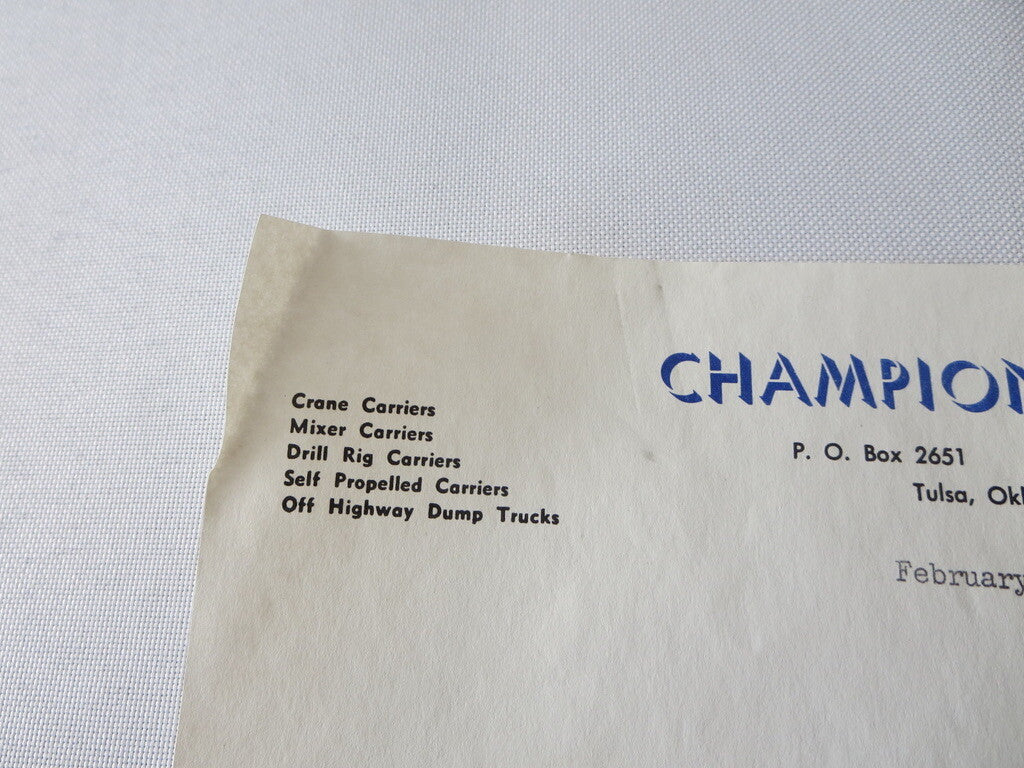 Crane Carriers
Mixer Carriers
Drill Rig Carriers
Self Propelled Carriers
Off Highway Dump Trucks
CHAMPION
P. O. Box 2651
Tulsa, Okl
February